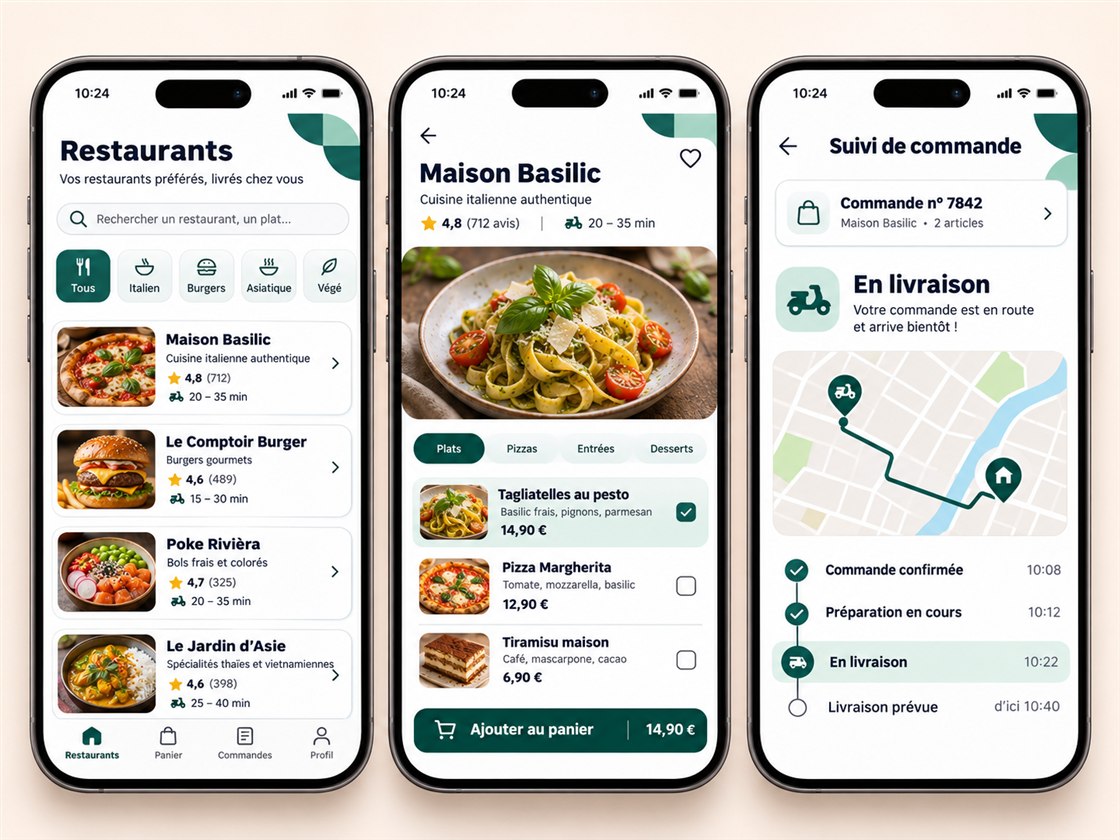 10:24
Restaurants
Vos restaurants préférés, livrés chez vous
Rechercher un restaurant, un plat...
Tous
Italien
Burgers
Asiatique
Végé
Maison Basilic
Cuisine italienne authentique
4,8 (712)
20 – 35 min
Le Comptoir Burger
Burgers gourmets
4,6 (489)
15 – 30 min
Poke Rivièra
Bols frais et colorés
4,7 (325)
20 – 35 min
Le Jardin d’Asie
Spécialités thaïes et vietnamiennes
4,6 (398)
25 – 40 min
Restaurants
Panier
Commandes
Profil
10:24
Maison Basilic
Cuisine italienne authentique
4,8 (712 avis) | 20 – 35 min
Plats
Pizzas
Entrées
Desserts
Tagliatelles au pesto
Basilic frais, pignons, parmesan
14,90 €
Pizza Margherita
Tomate, mozzarella, basilic
12,90 €
Tiramisu maison
Café, mascarpone, cacao
6,90 €
Ajouter au panier | 14,90 €
10:24
Suivi de commande
Commande nº 7842
Maison Basilic • 2 articles
En livraison
Votre commande est en route
et arrive bientôt !
Commande confirmée 10:08
Préparation en cours 10:12
En livraison 10:22
Livraison prévue d’ici 10:40